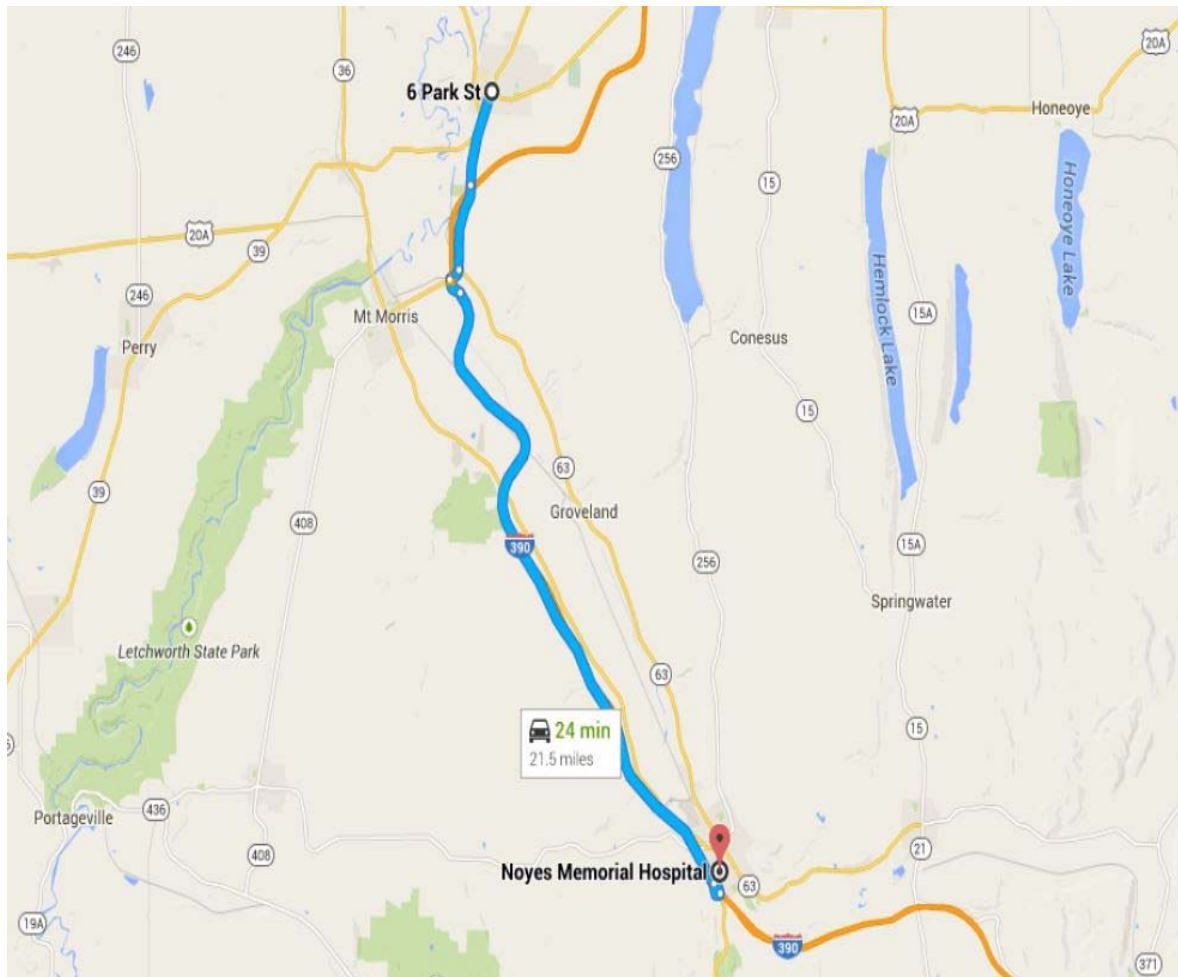 246
36
20A
6 Park St
20A
Honeoye
256
15
Honeoye Lake
20A
39
246
Hemlock Lake
Mt Morris
15A
Perry
Conesus
15
39
63
408
Groveland
390
15A
256
Springwater
Letchworth State Park
63
24 min
21.5 miles
15
436
Portageville
21
408
Noyes Memorial Hospital
63
19A
390
371